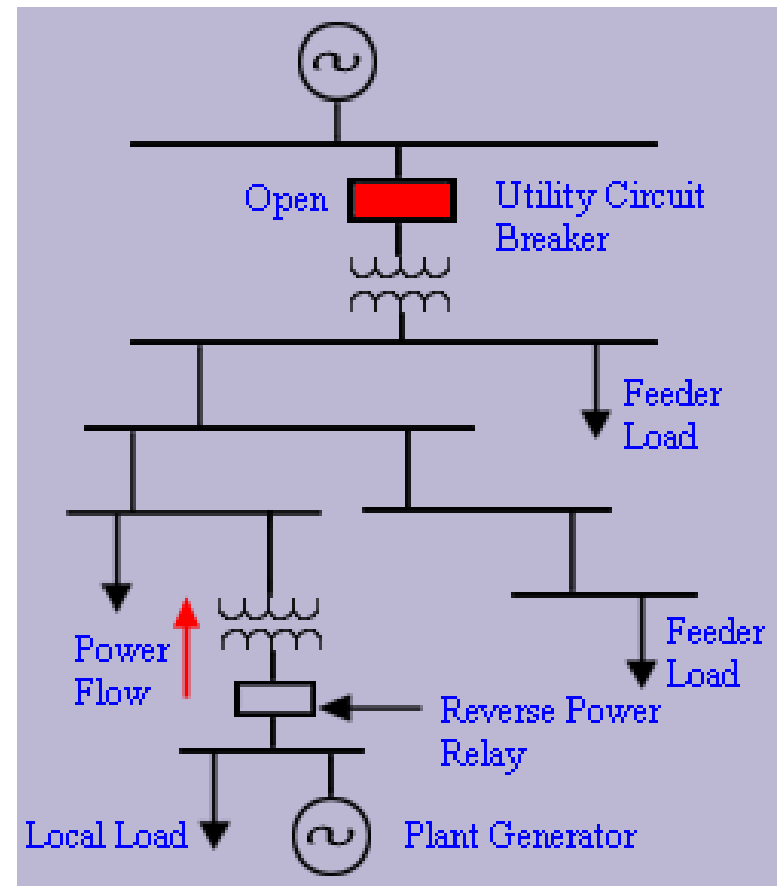 Open
Utility Circuit
Breaker
Feeder
Load
Power
Flow
Feeder
Load
Reverse Power
Relay
Local Load
Plant Generator